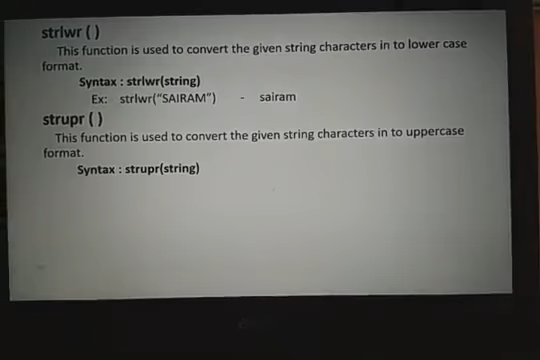 strlwr ( )
This function is used to convert the given string characters in to lower case
format.
Syntax : strlwr(string)
Ex: strlwr("SAIRAM") - sairam
strupr ( )
This function is used to convert the given string characters in to uppercase
format.
Syntax : strupr(string)